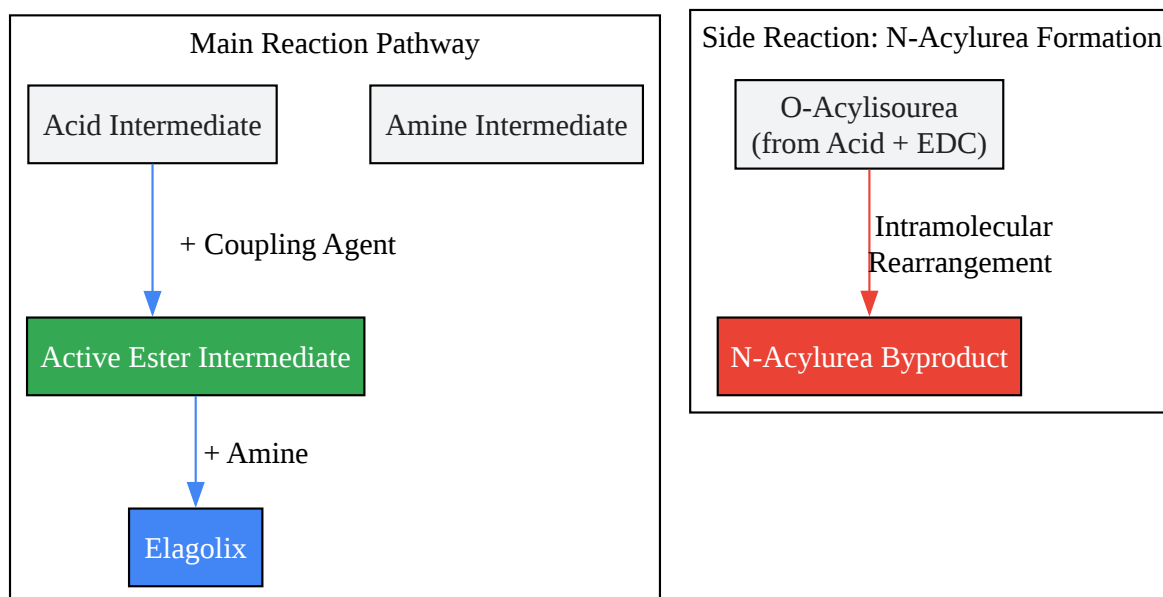 Main Reaction Pathway
Acid Intermediate
Amine Intermediate
+ Coupling Agent
Active Ester Intermediate
+ Amine
Elagolix
Side Reaction: N-Acylurea Formation
O-Acylisourea
(from Acid + EDC)
Intramolecular
Rearrangement
N-Acylurea Byproduct